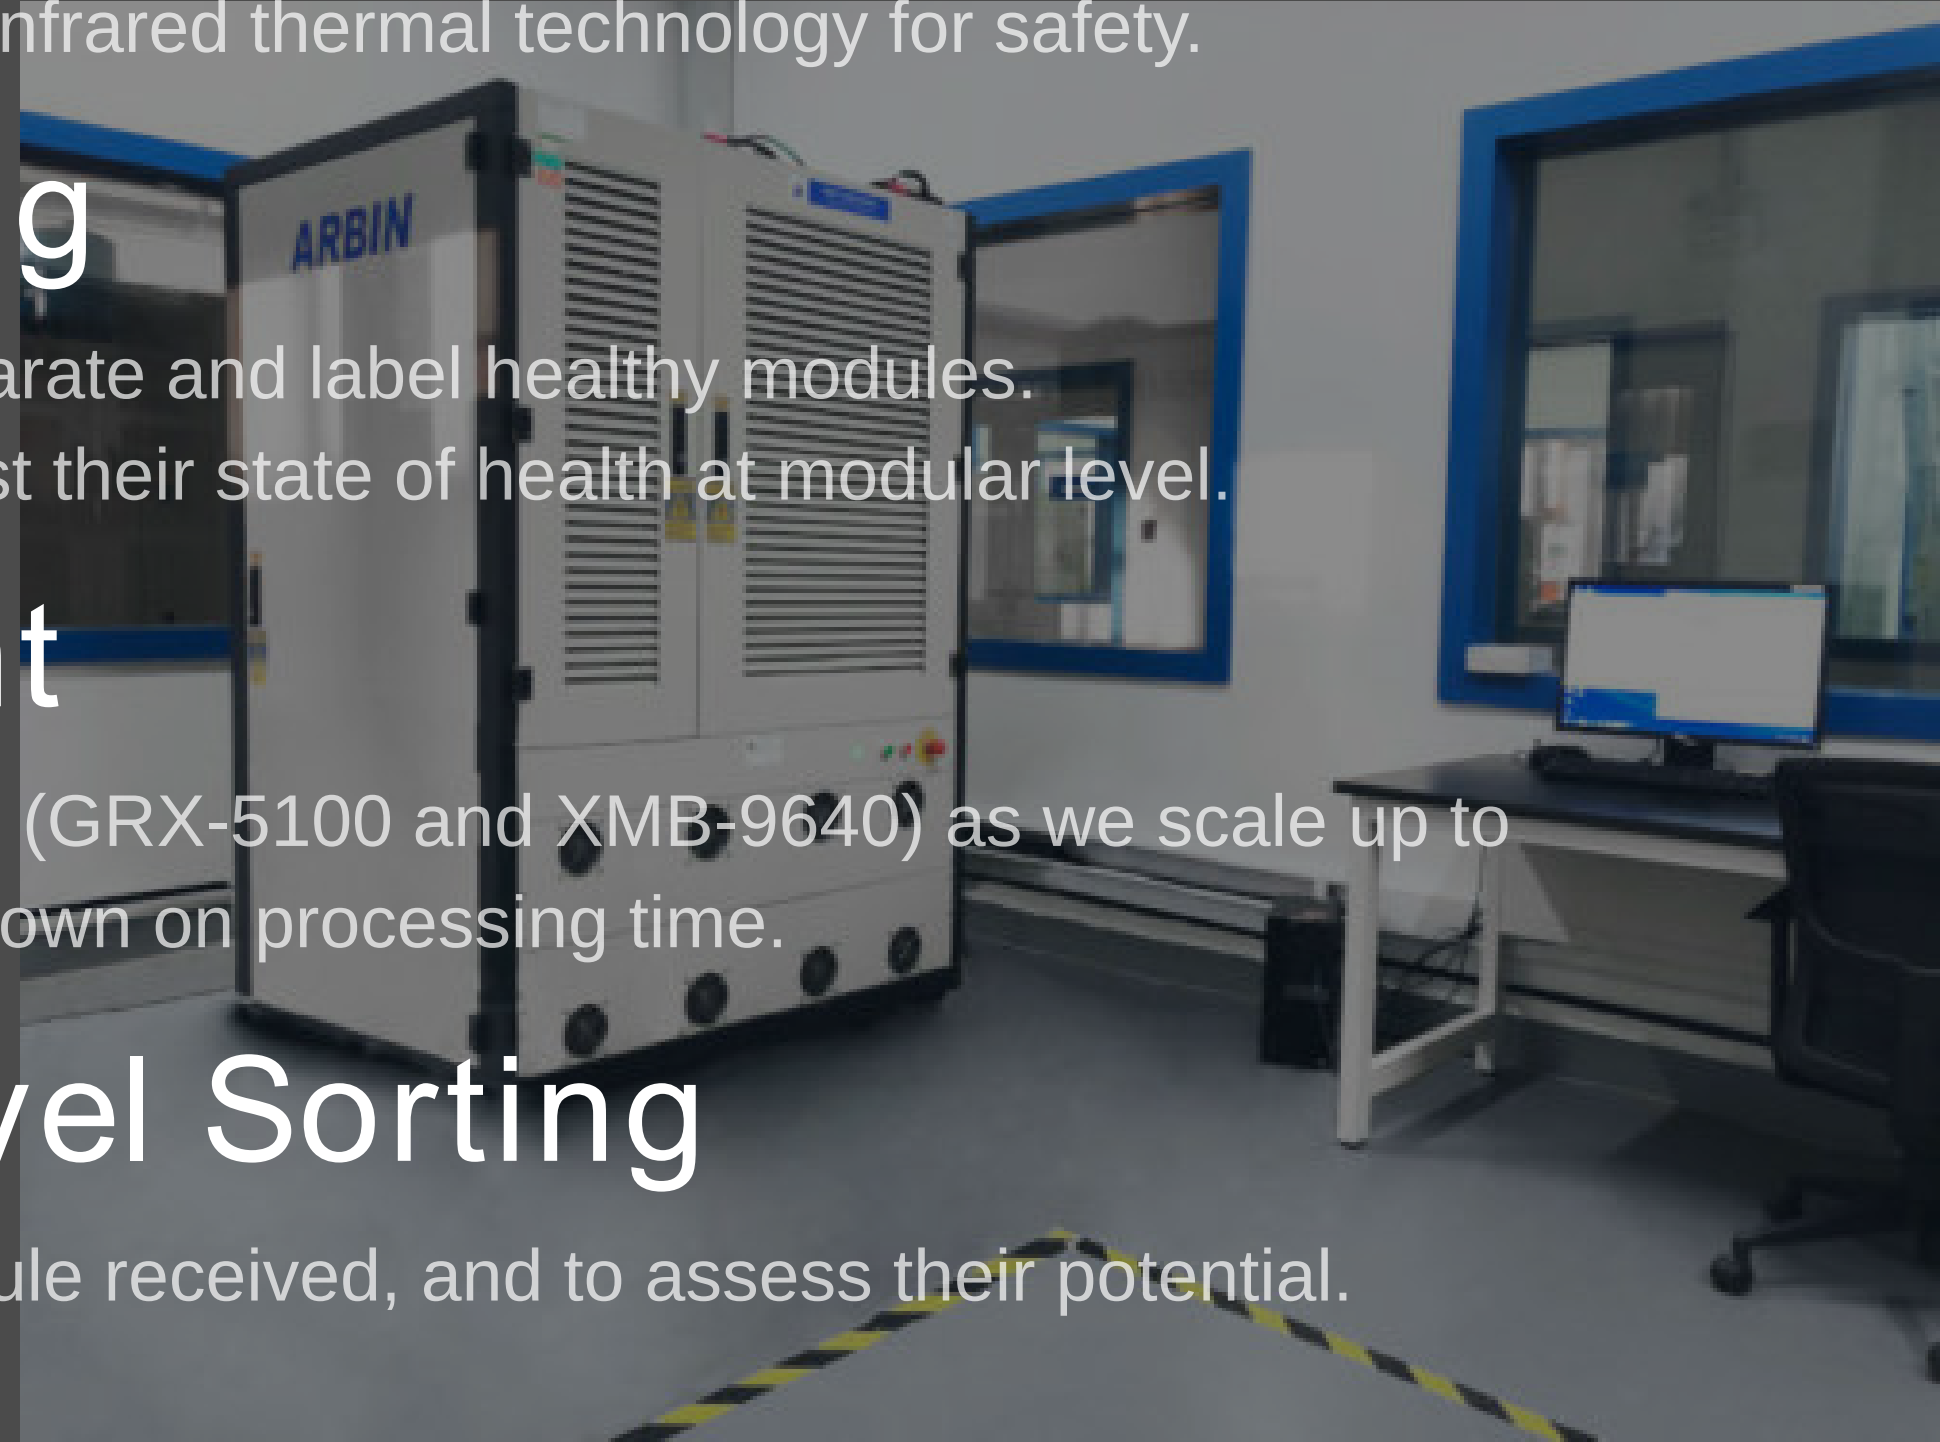 nfrared thermal technology for safety.
g
ARBIN
arate and label healthy modules.
st their state of health at modular level.
t
(GRX-5100 and XMB-9640) as we scale up to
own on processing time.
vel Sorting
ule received, and to assess their potential.